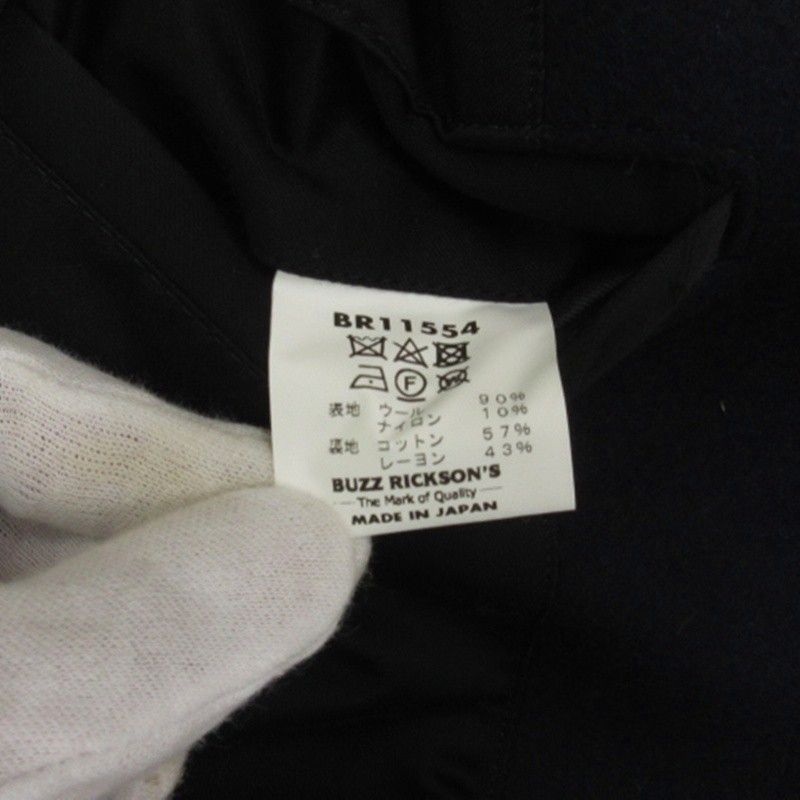 BR11554
F
表地 ウール 90%
ナイロン 10%
裏地 コットン 57%
レーヨン 43%
BUZZ RICKSON'S
The Mark of Quality
MADE IN JAPAN